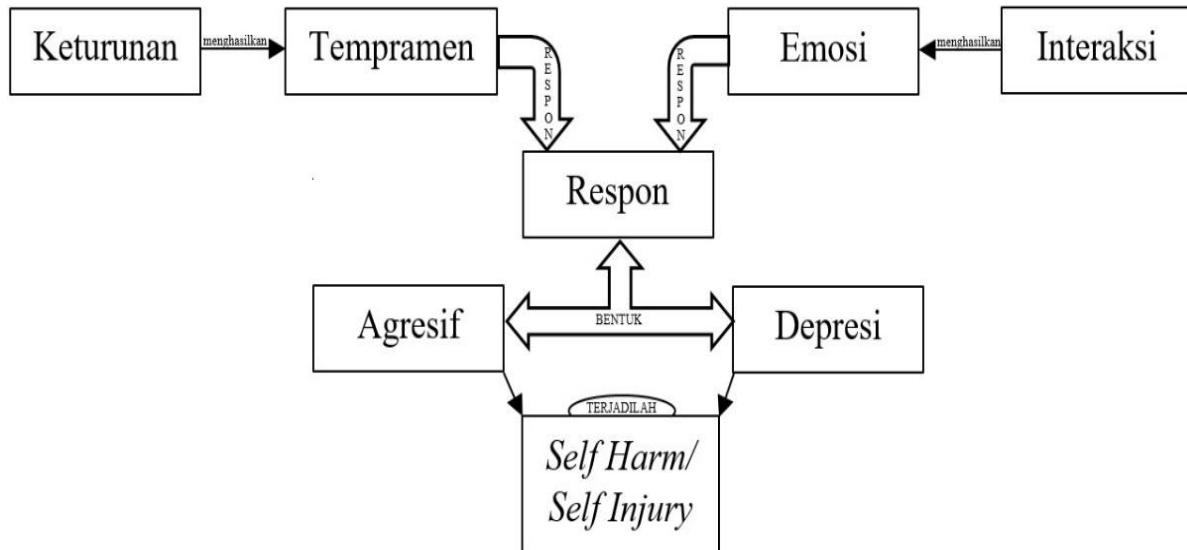 Keturunan
menghasilkan
Tempramen
RESPON
RESPON
Emosi
menghasilkan
Interaksi
Respon
Agresif
BENTUK
Depresi
TERJADILAH
Self Harm/
Self Injury